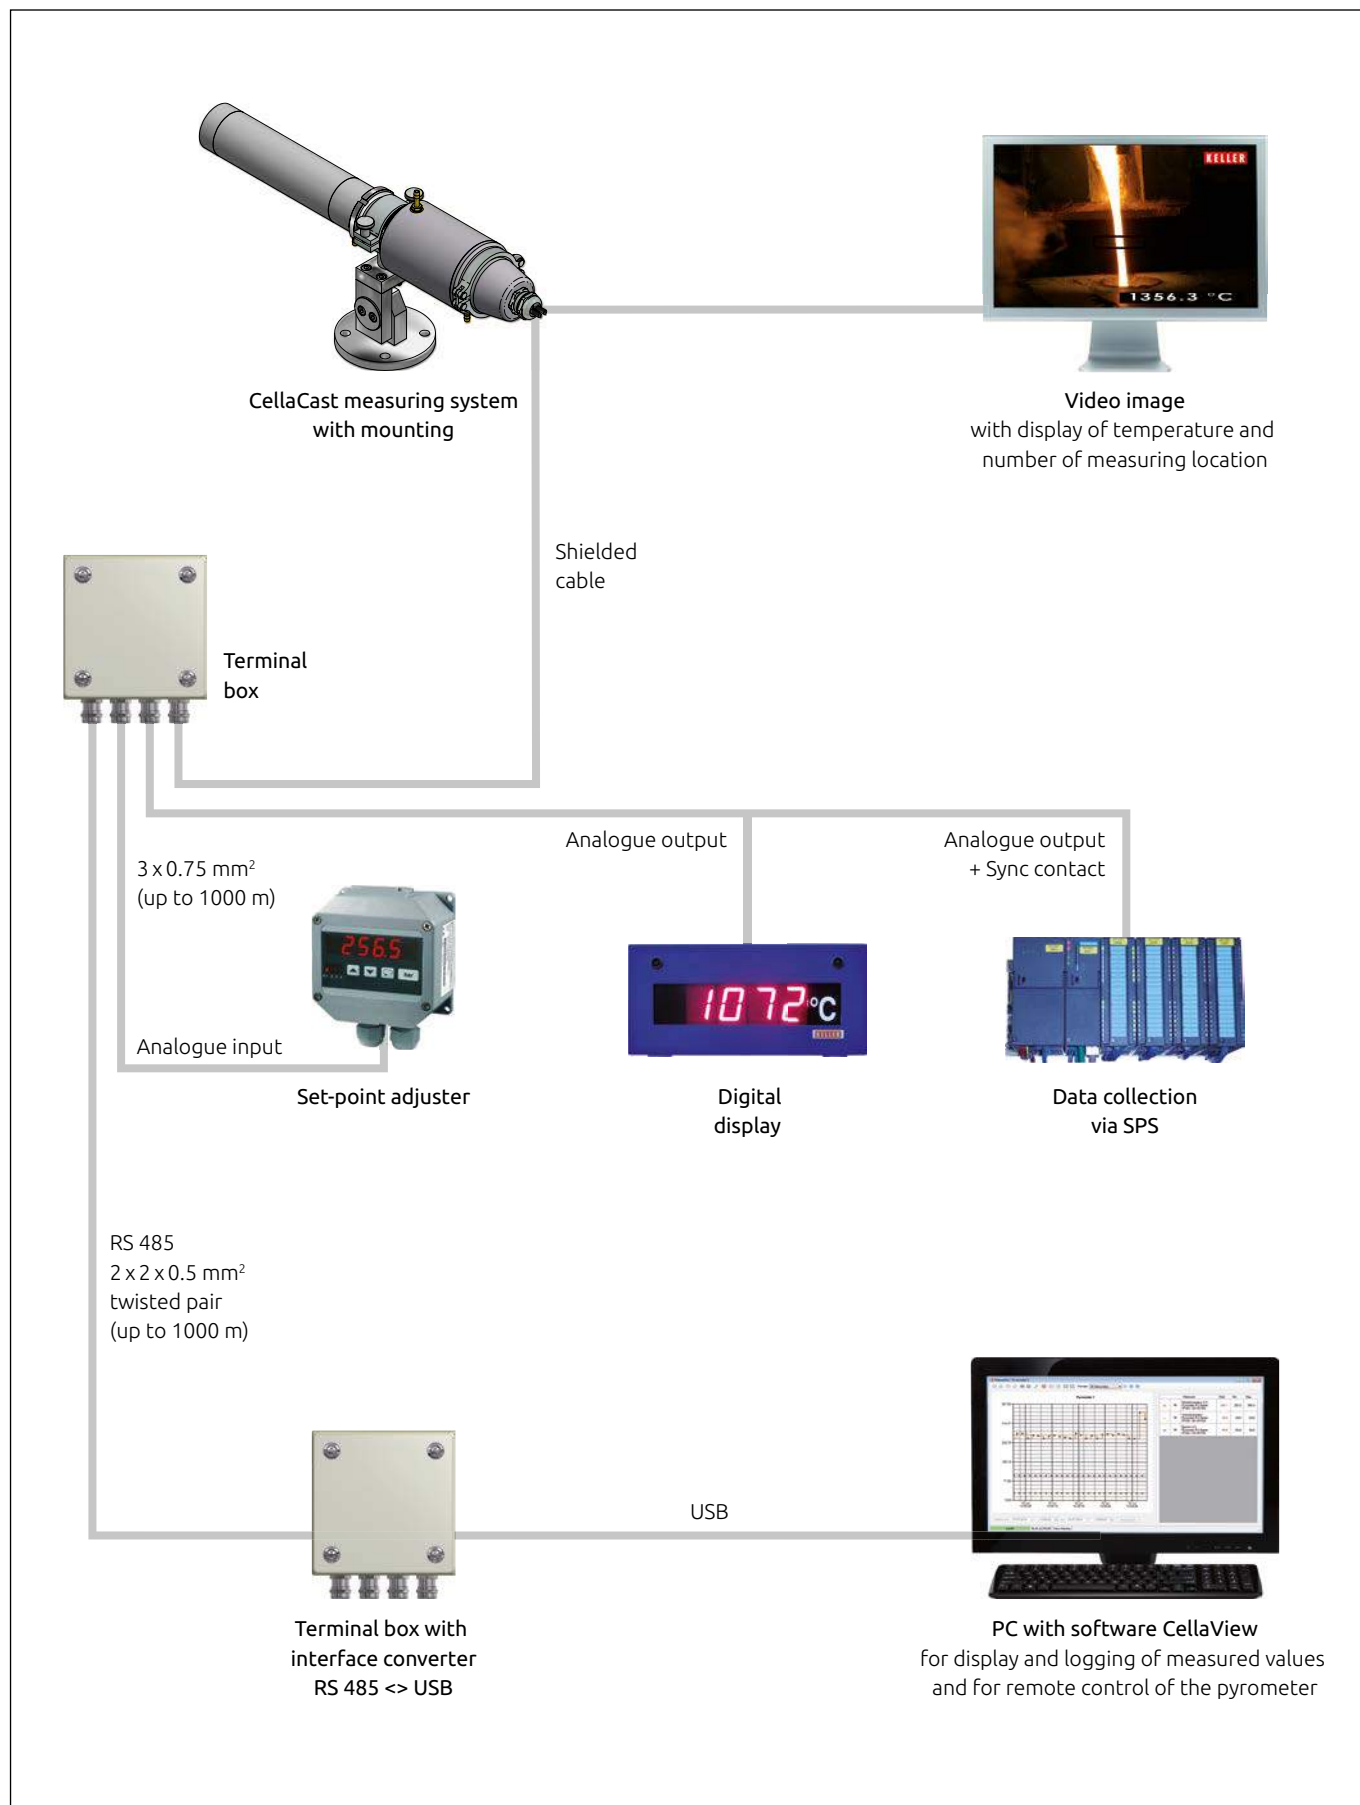 KELLER
1356.3 °C
CellaCast measuring system
with mounting
Video image
with display of temperature and
number of measuring location
Shielded
cable
Terminal
box
Analogue output
Analogue output
+ Sync contact
3 x 0.75 mm²
(up to 1000 m)
256.5
1072 °C
KELLER
Analogue input
Set-point adjuster
Digital
display
Data collection
via SPS
RS 485
2 x 2 x 0.5 mm²
twisted pair
(up to 1000 m)
USB
Terminal box with
interface converter
RS 485 <> USB
PC with software CellaView
for display and logging of measured values
and for remote control of the pyrometer